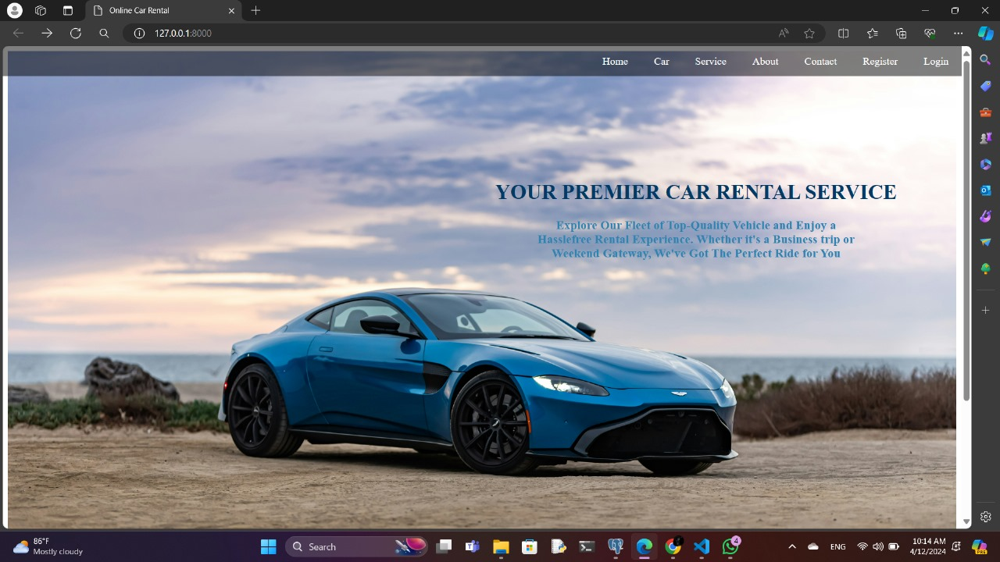 Online Car Rental
127.0.0.1:8000
Home Car Service About Contact Register Login
YOUR PREMIER CAR RENTAL SERVICE
Explore Our Fleet of Top-Quality Vehicle and Enjoy a
Hasslefree Rental Experience. Whether it's a Business trip or
Weekend Gateway, We've Got The Perfect Ride for You
86°F
Mostly cloudy
Search
4
ENG
10:14 AM
4/12/2024
PRE